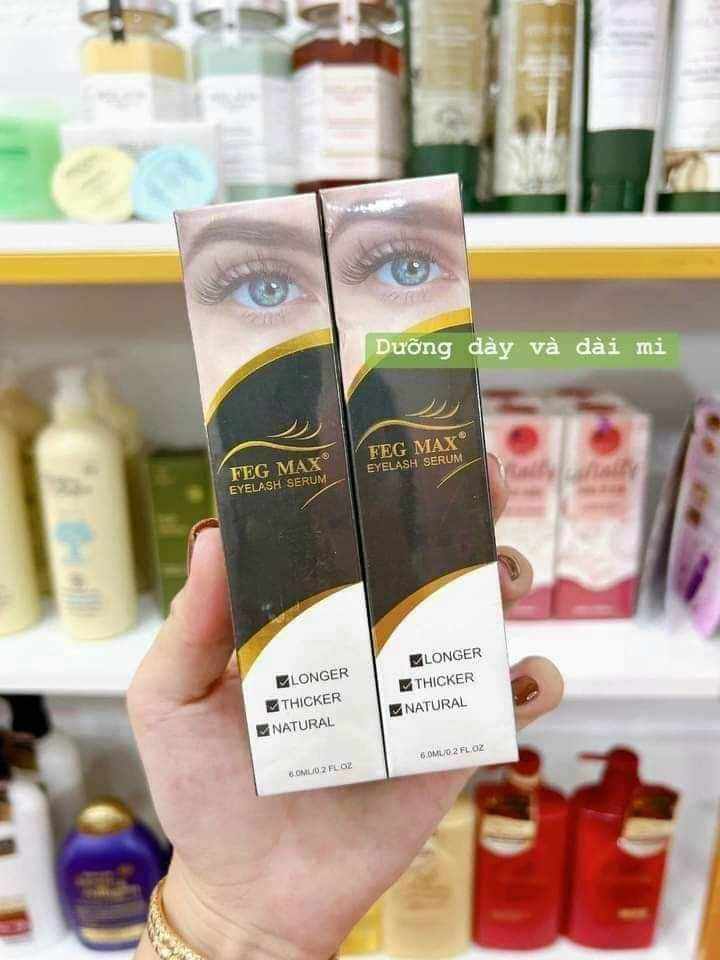 Dưỡng dày và dài mi
FEG MAX®
EYELASH SERUM
LONGER
THICKER
NATURAL
6.0ML/0.2 FL.OZ
FEG MAX®
EYELASH SERUM
LONGER
THICKER
NATURAL
6.0ML/0.2 FL.OZ